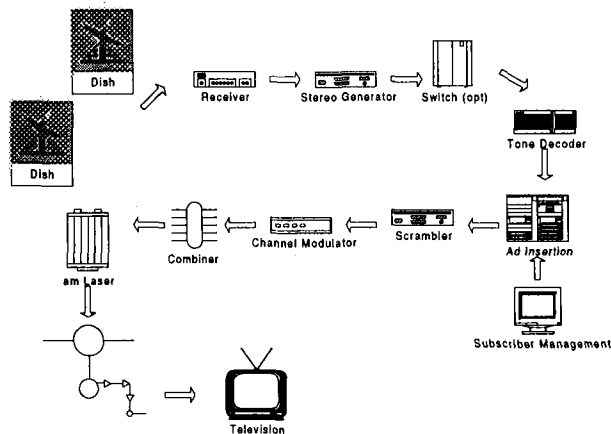 Dish
Dish
Receiver
Stereo Generator
Switch (opt)
Tone Decoder
Ad Insertion
Scrambler
Channel Modulator
Combiner
am Laser
Subscriber Management
Television